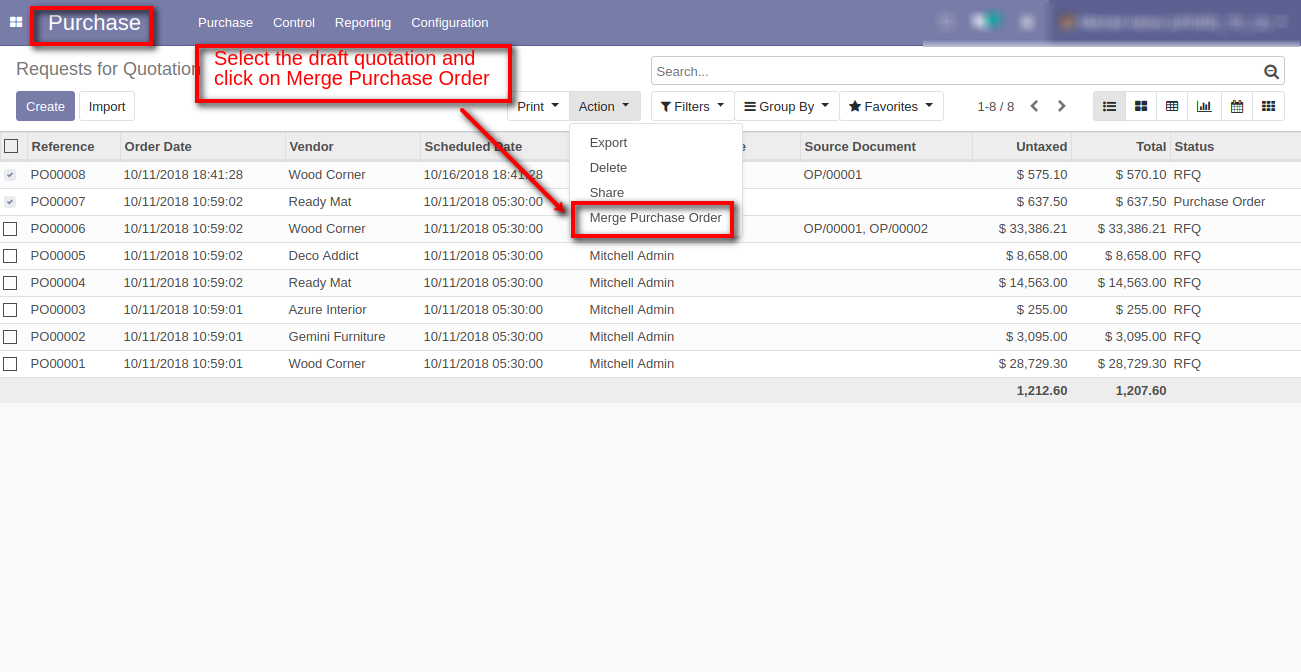 Purchase Purchase Control Reporting Configuration
Requests for Quotation
Select the draft quotation and
click on Merge Purchase Order
Search...
Create Import Print Action Filters Group By Favorites 1-8 / 8
Export
Delete
Share
Merge Purchase Order
Reference Order Date Vendor Scheduled Date Source Document Untaxed Total Status
PO00008 10/11/2018 18:41:28 Wood Corner 10/16/2018 18:41:28 OP/00001 $ 575.10 $ 570.10 RFQ
PO00007 10/11/2018 10:59:02 Ready Mat 10/11/2018 05:30:00 $ 637.50 $ 637.50 Purchase Order
PO00006 10/11/2018 10:59:02 Wood Corner 10/11/2018 05:30:00 OP/00001, OP/00002 $ 33,386.21 $ 33,386.21 RFQ
PO00005 10/11/2018 10:59:02 Deco Addict 10/11/2018 05:30:00 Mitchell Admin $ 8,658.00 $ 8,658.00 RFQ
PO00004 10/11/2018 10:59:02 Ready Mat 10/11/2018 05:30:00 Mitchell Admin $ 14,563.00 $ 14,563.00 RFQ
PO00003 10/11/2018 10:59:01 Azure Interior 10/11/2018 05:30:00 Mitchell Admin $ 255.00 $ 255.00 RFQ
PO00002 10/11/2018 10:59:01 Gemini Furniture 10/11/2018 05:30:00 Mitchell Admin $ 3,095.00 $ 3,095.00 RFQ
PO00001 10/11/2018 10:59:01 Wood Corner 10/11/2018 05:30:00 Mitchell Admin $ 28,729.30 $ 28,729.30 RFQ
1,212.60 1,207.60